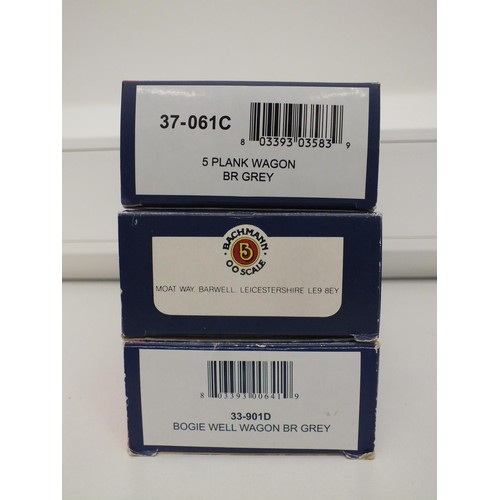 37-061C
8 03393 03583 9
5 PLANK WAGON
BR GREY
BACHMANN
B
OO SCALE
MOAT WAY. BARWELL. LEICESTERSHIRE LE9 8EY
8 03393 00641 9
33-901D
BOGIE WELL WAGON BR GREY